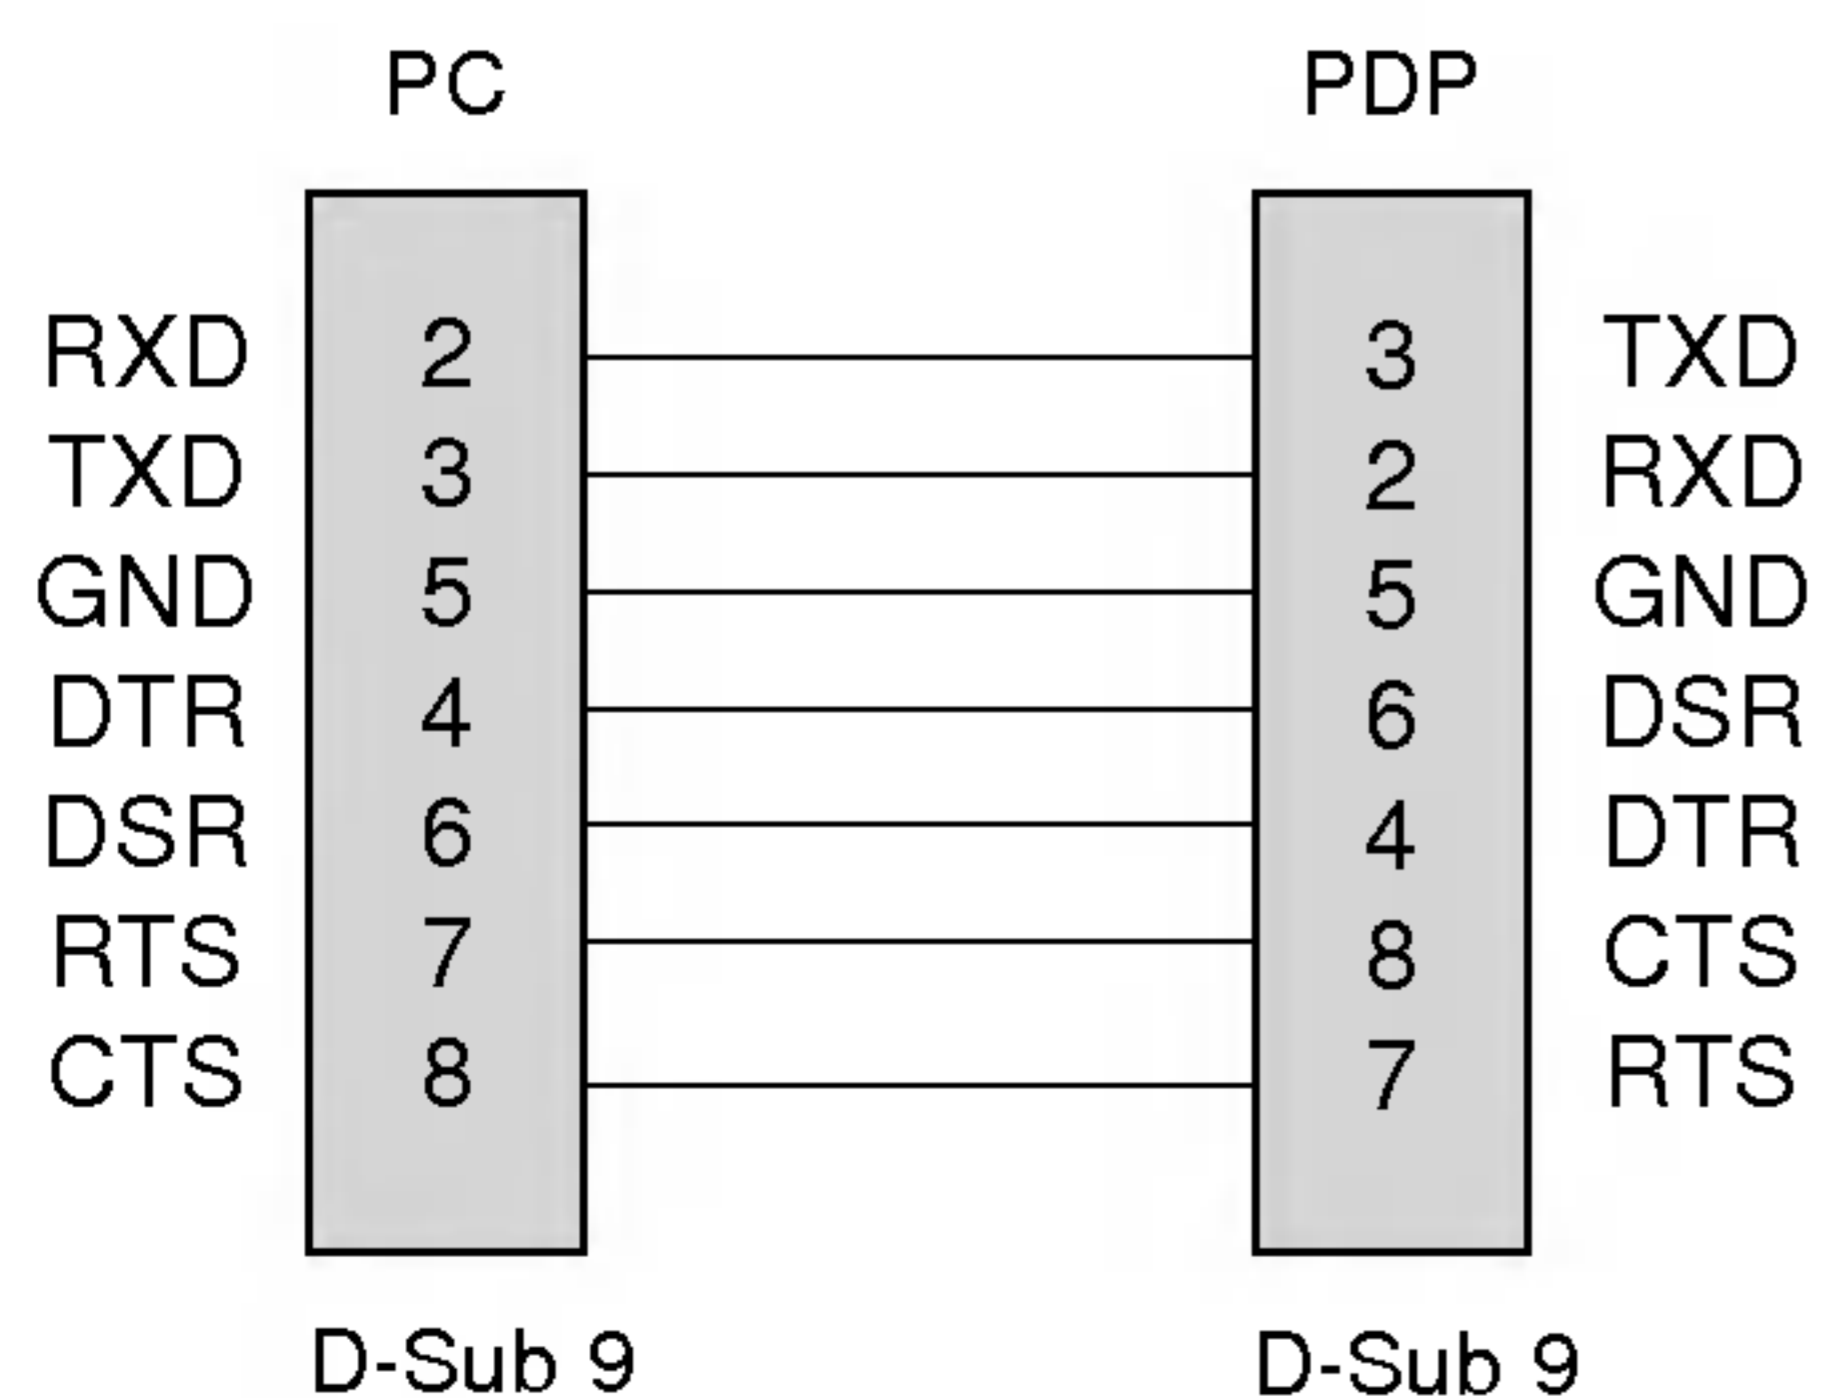 PC PDP
RXD 2 3 TXD
TXD 3 2 RXD
GND 5 5 GND
DTR 4 6 DSR
DSR 6 4 DTR
RTS 7 8 CTS
CTS 8 7 RTS
D-Sub 9 D-Sub 9